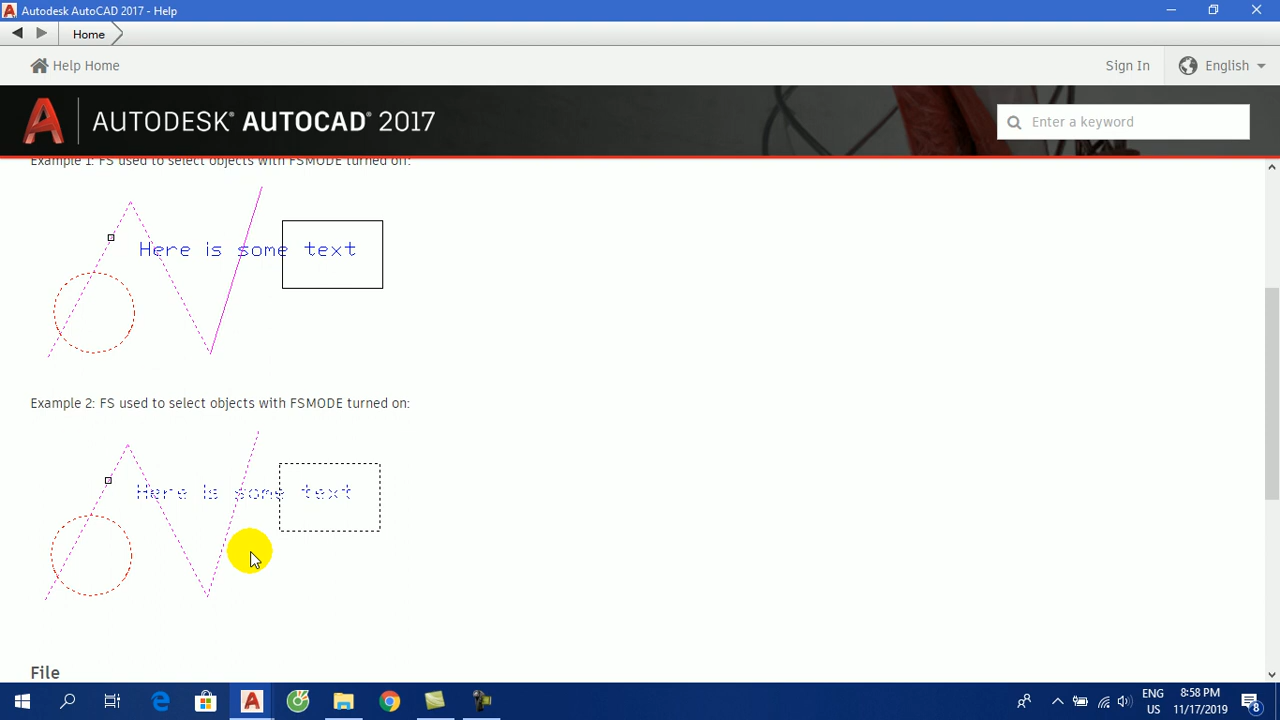 Autodesk AutoCAD 2017 - Help
Home
Help Home
Sign In
English
AUTODESK® AUTOCAD® 2017
Enter a keyword
Example 1: FS used to select objects with FSMODE turned on:
Here is some text
Example 2: FS used to select objects with FSMODE turned on:
Here is some text
File
ENG
US
8:58 PM
11/17/2019
8